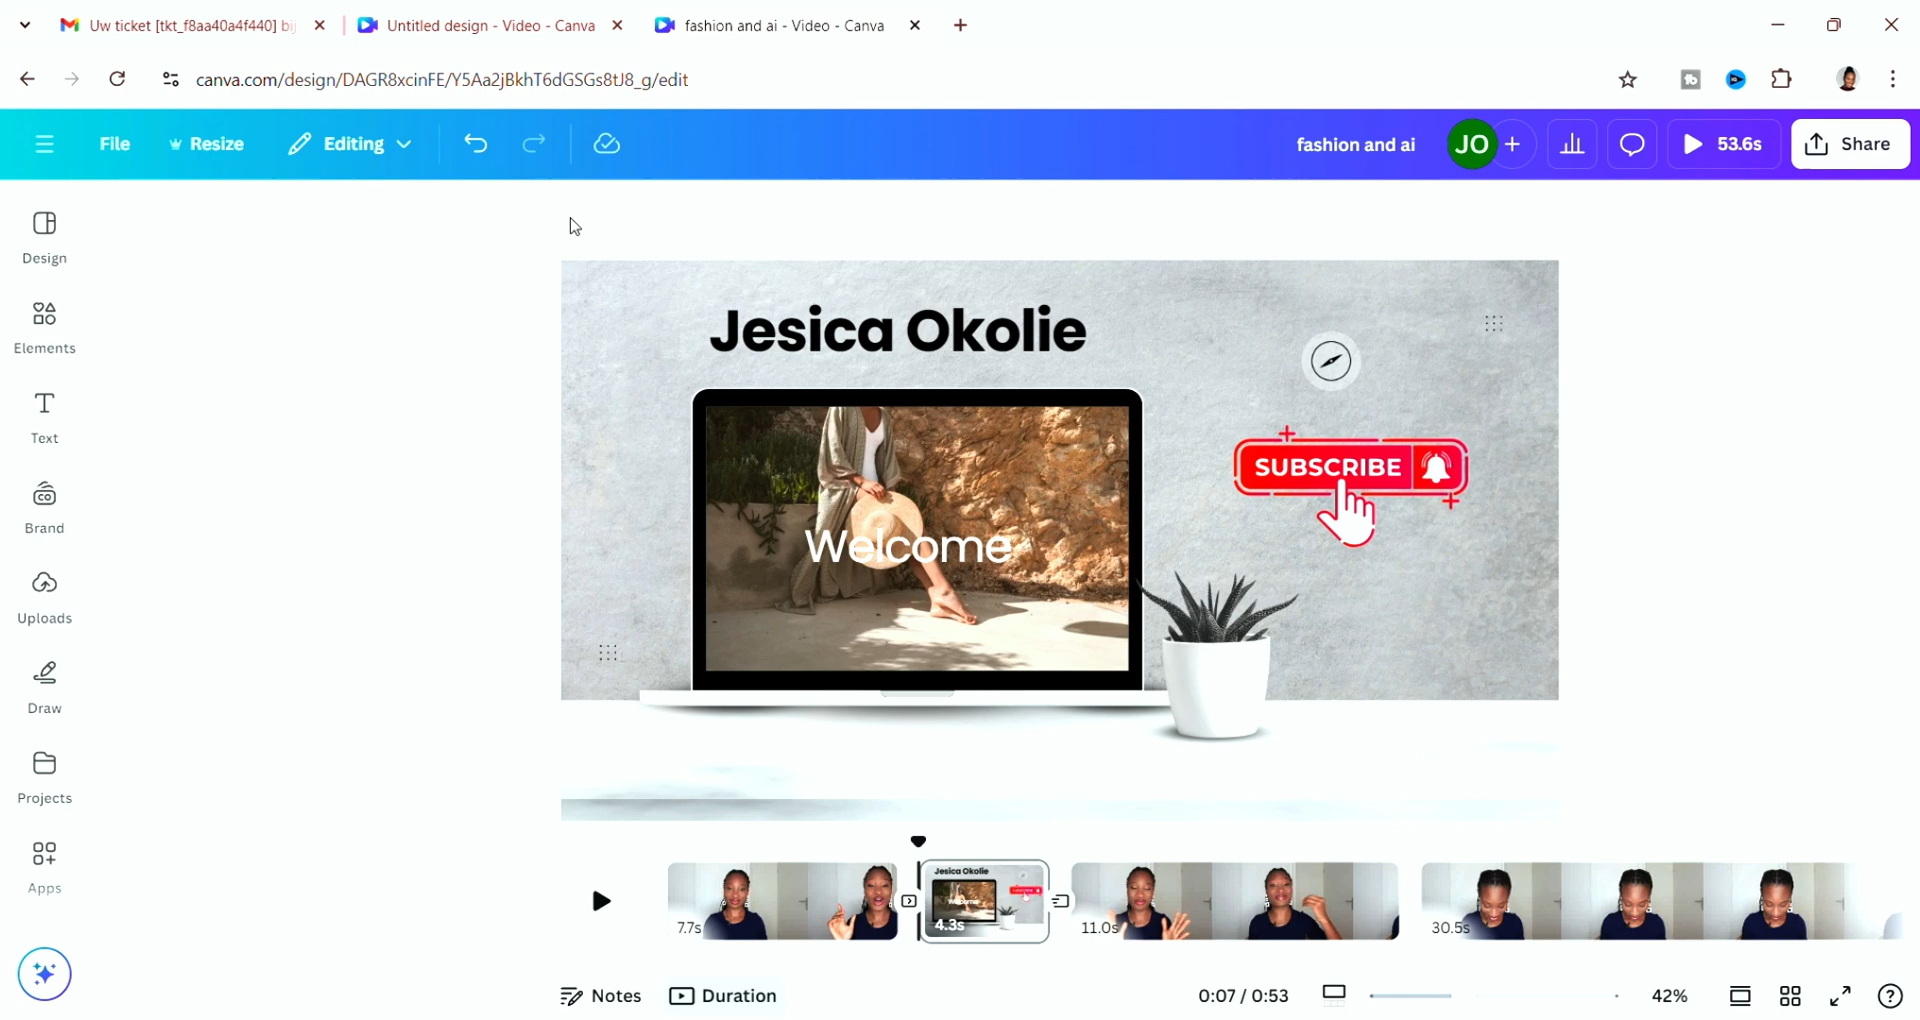 Uw ticket [tkt_f8aa40a4f440] bij
Untitled design - Video - Canva
fashion and ai - Video - Canva
canva.com/design/DAGR8xcinFE/Y5Aa2jBkhT6dGSGs8tJ8_g/edit
File
Resize
Editing
fashion and ai
JO
53.6s
Share
Design
Elements
Text
Brand
Uploads
Draw
Projects
Apps
Jesica Okolie
Welcome
SUBSCRIBE
7.7s
Jesica Okolie
4.3s
11.0s
30.5s
Notes
Duration
0:07 / 0:53
42%